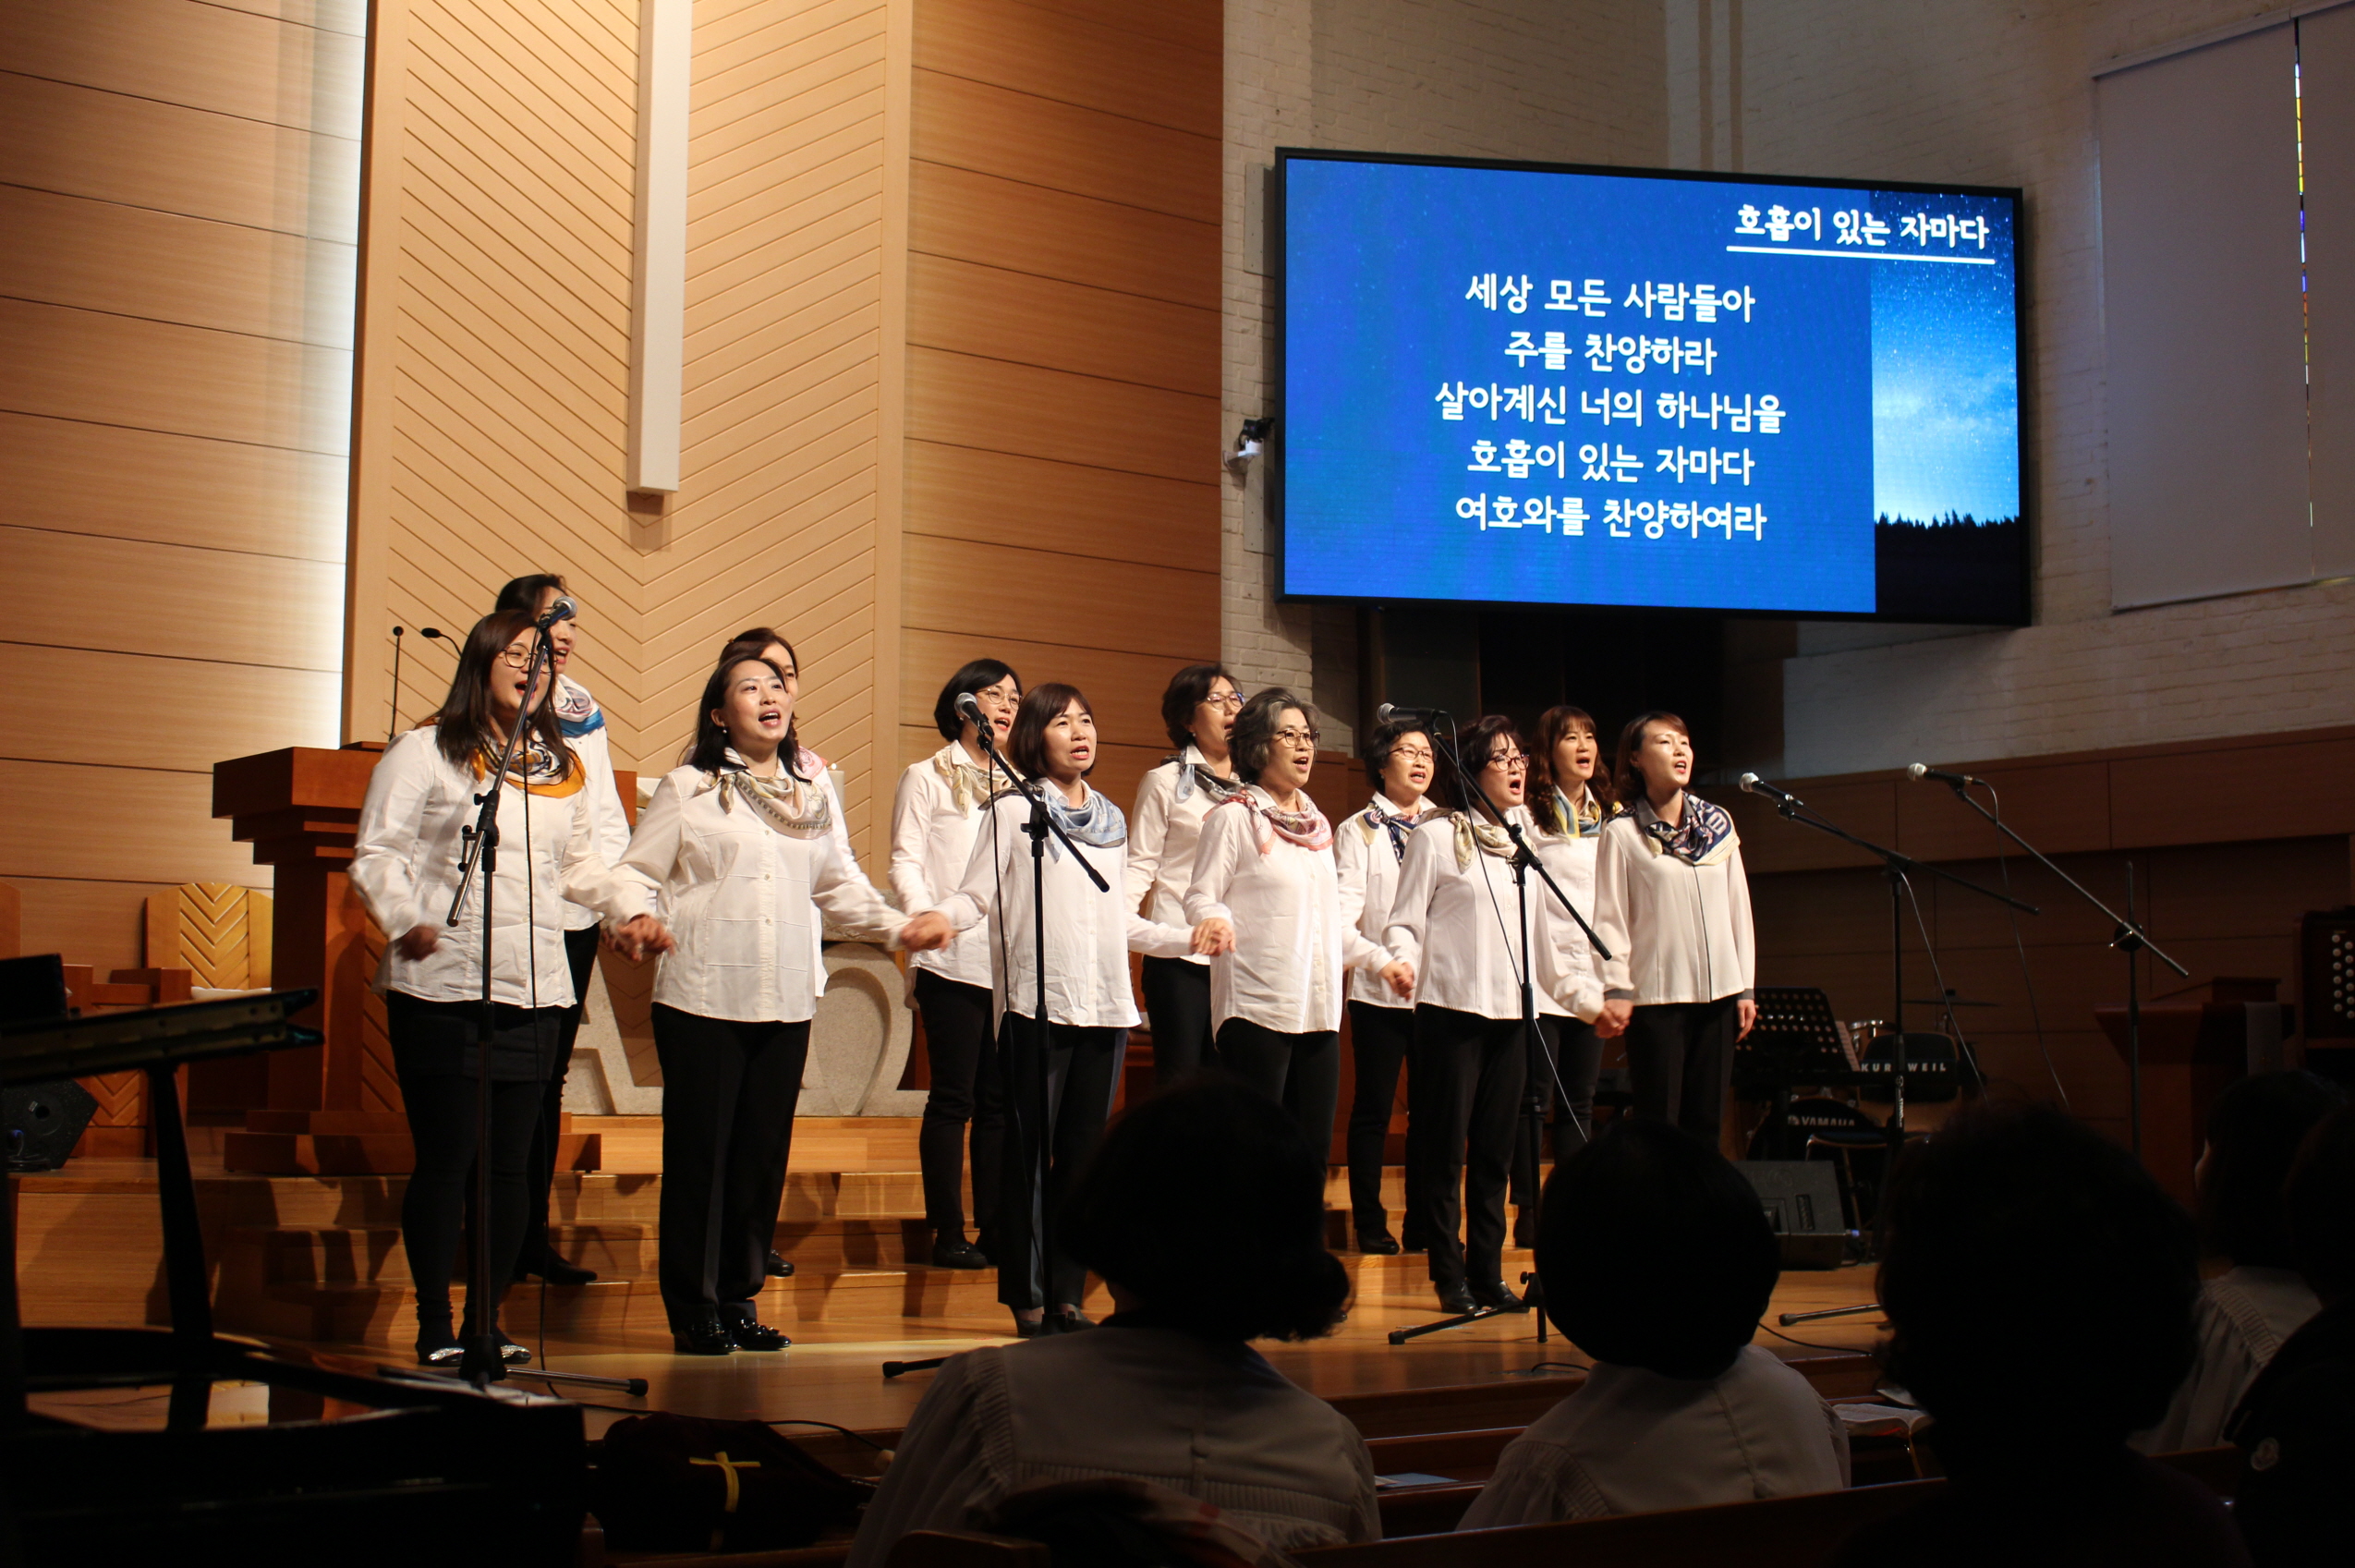 호흡이 있는 자마다
세상 모든 사람들아
주를 찬양하라
살아계신 너의 하나님을
호흡이 있는 자마다
여호와를 찬양하여라
ΑΩ
KURZWEIL
YAMAHA